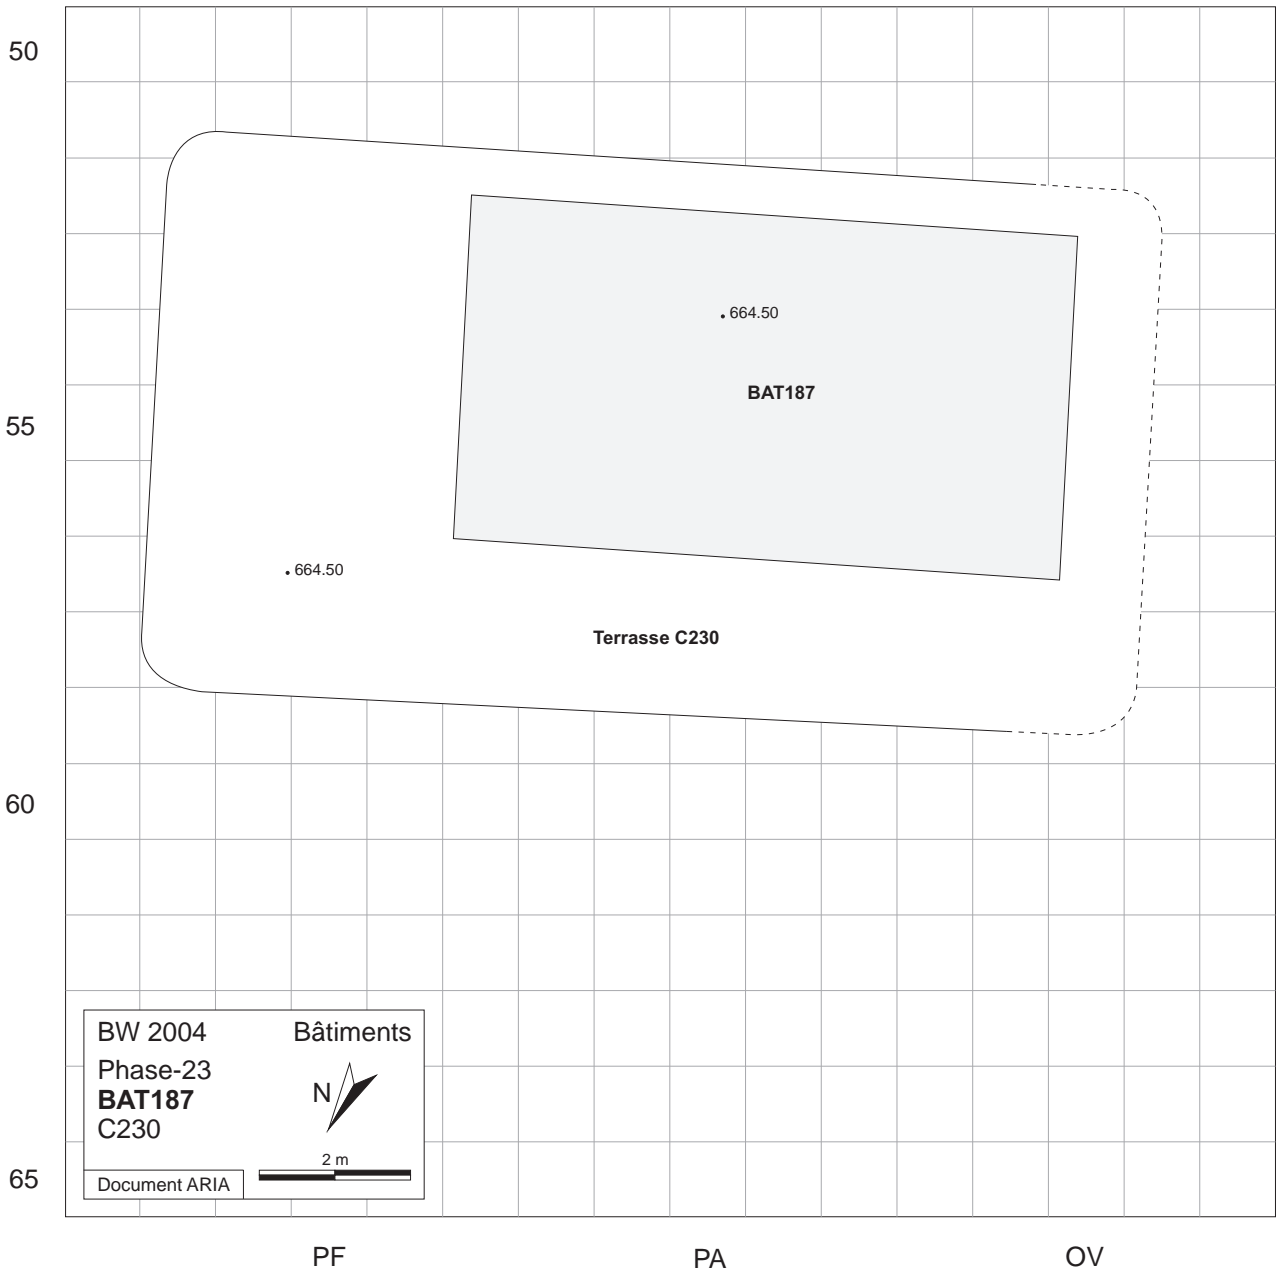 50
664.50
BAT187
55
664.50
Terrasse C230
60
BW 2004 Bâtiments
Phase-23
BAT187
C230
N
2 m
Document ARIA
65
PF PA OV